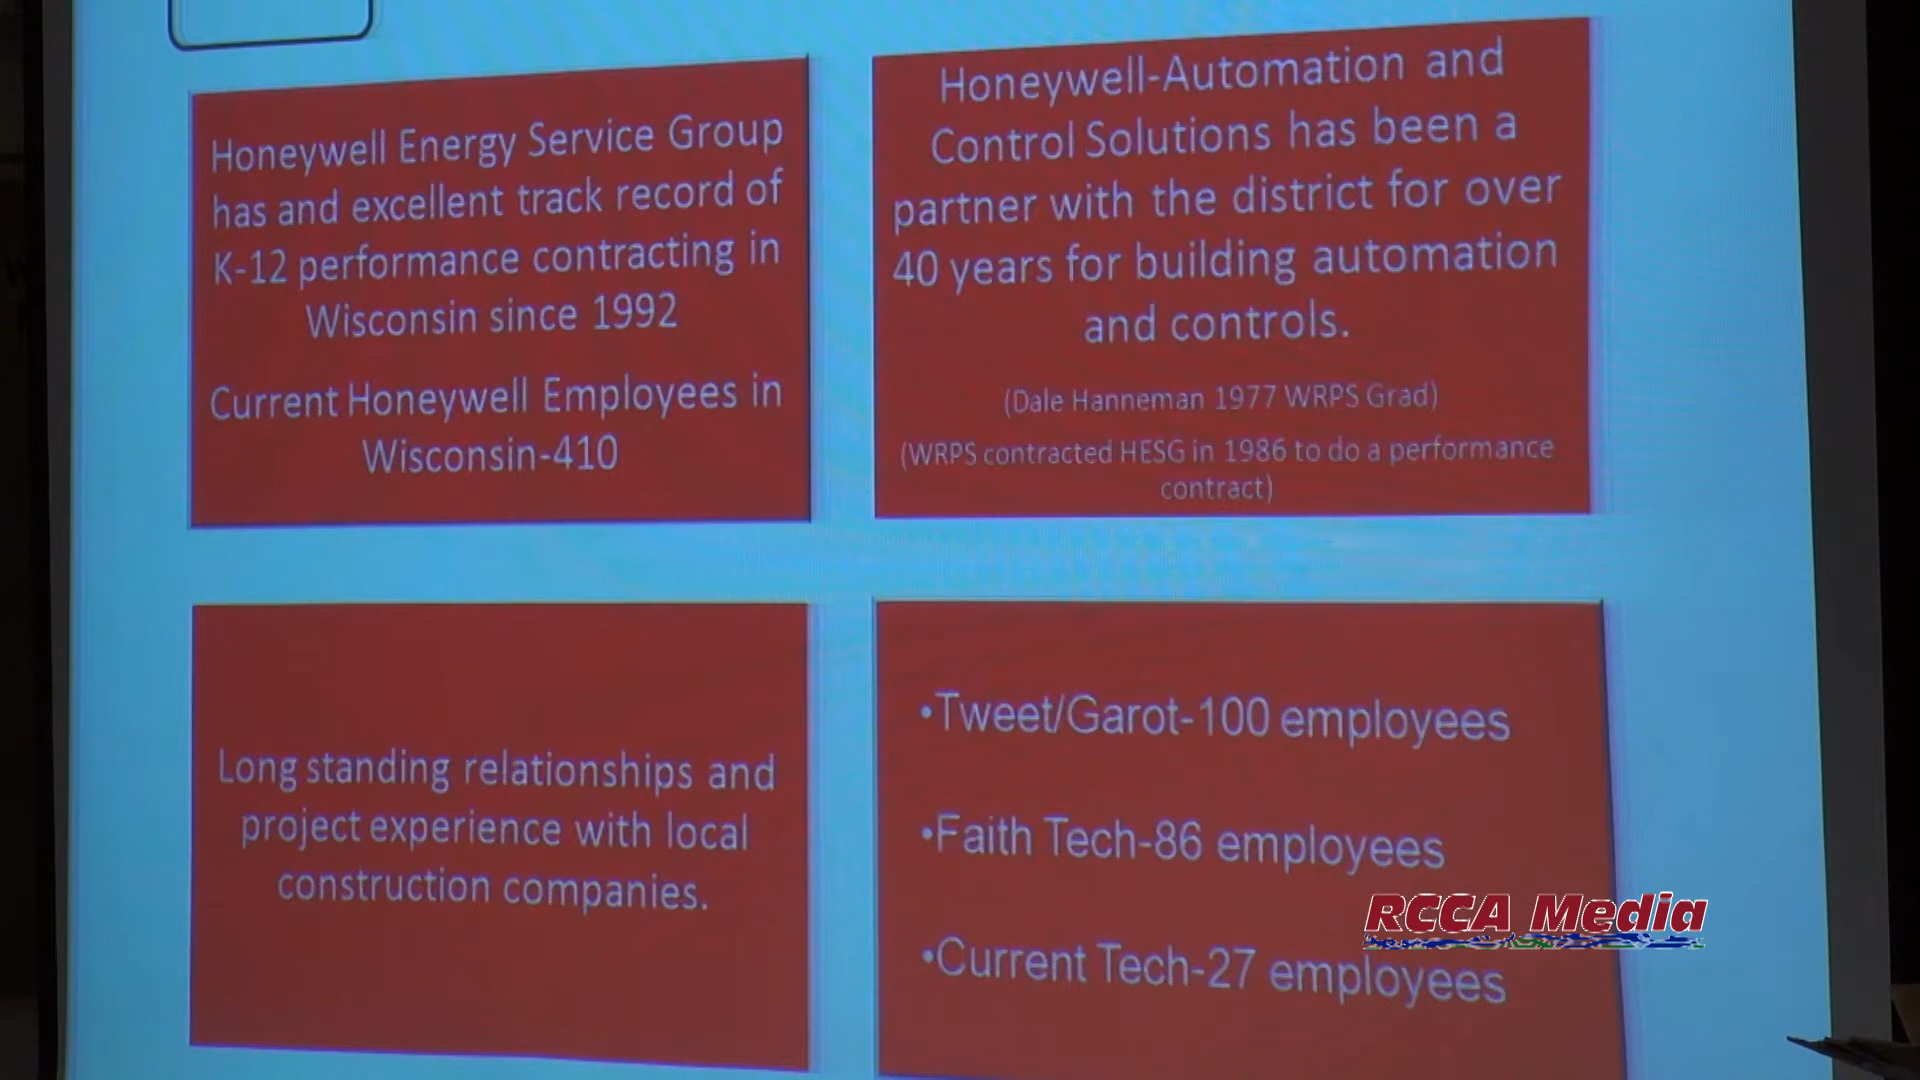 Honeywell Energy Service Group
has and excellent track record of
K-12 performance contracting in
Wisconsin since 1992
Current Honeywell Employees in
Wisconsin-410
Honeywell-Automation and
Control Solutions has been a
partner with the district for over
40 years for building automation
and controls.
(Dale Hanneman 1977 WRPS Grad)
(WRPS contracted HESG in 1986 to do a performance
contract)
Long standing relationships and
project experience with local
construction companies.
•Tweet/Garot-100 employees
•Faith Tech-86 employees
•Current Tech-27 employees
RCCA Media